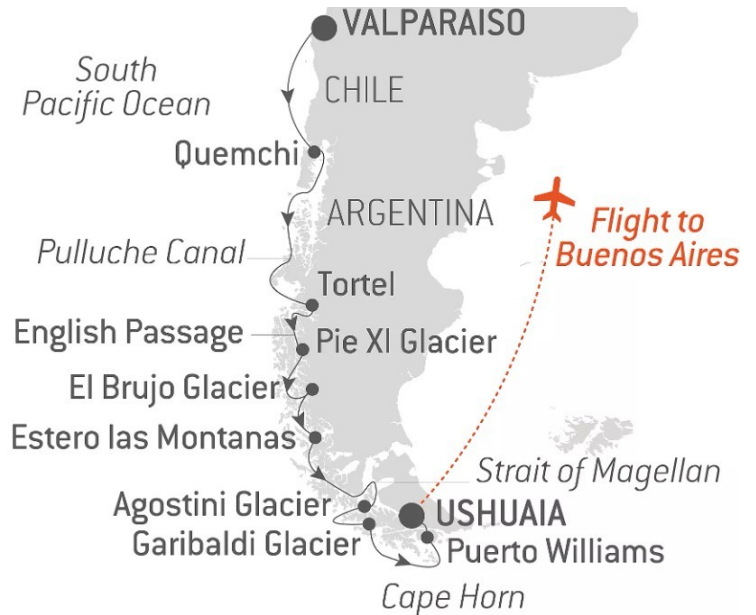 VALPARAISO
South
Pacific Ocean
CHILE
Quemchi
ARGENTINA
Flight to
Buenos Aires
Pulluche Canal
Tortel
English Passage
Pie XI Glacier
El Brujo Glacier
Estero las Montanas
Strait of Magellan
Agostini Glacier
USHUAIA
Garibaldi Glacier
Puerto Williams
Cape Horn